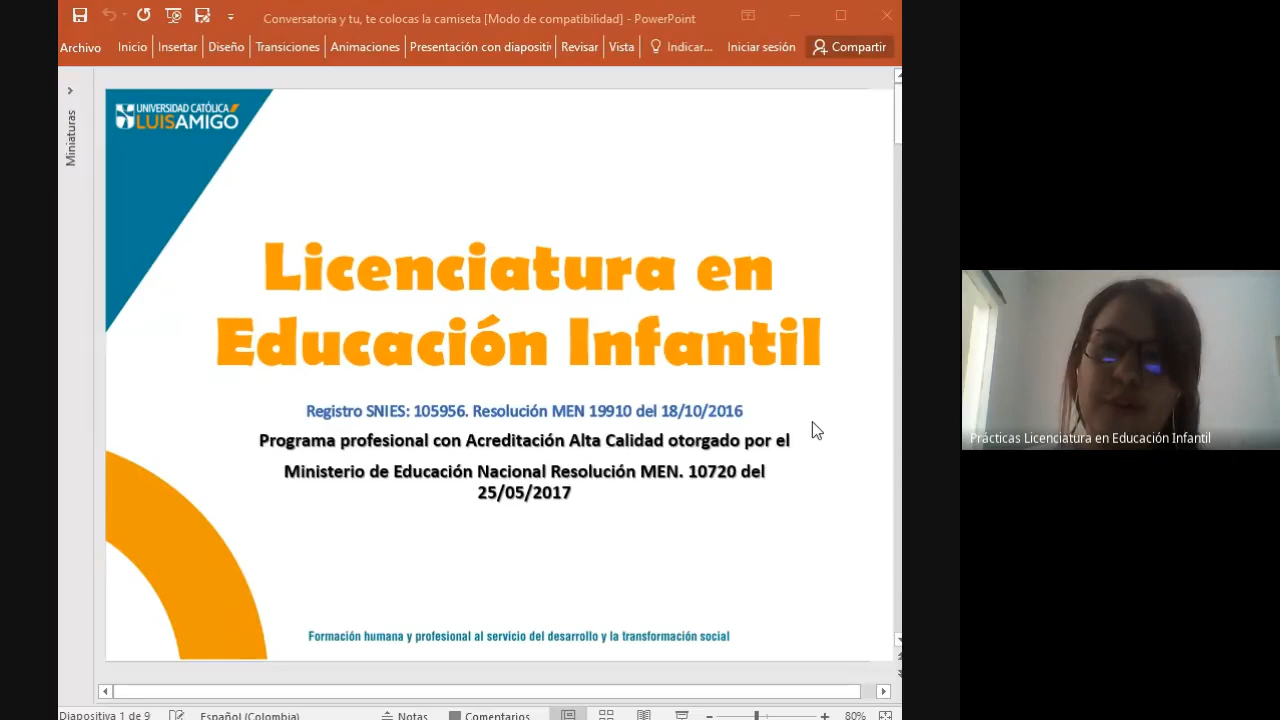 Conversatoria y tu, te colocas la camiseta [Modo de compatibilidad] - PowerPoint
Archivo Inicio Insertar Diseño Transiciones Animaciones Presentación con diapositi Revisar Vista Indicar... Iniciar sesión Compartir
Miniaturas
UNIVERSIDAD CATÓLICA
LUISAMIGÓ
Licenciatura en
Educación Infantil
Registro SNIES: 105956. Resolución MEN 19910 del 18/10/2016
Programa profesional con Acreditación Alta Calidad otorgado por el
Ministerio de Educación Nacional Resolución MEN. 10720 del
25/05/2017
Formación humana y profesional al servicio del desarrollo y la transformación social
Prácticas Licenciatura en Educación Infantil
Diapositiva 1 de 9 Español (Colombia) Notas Comentarios 80%